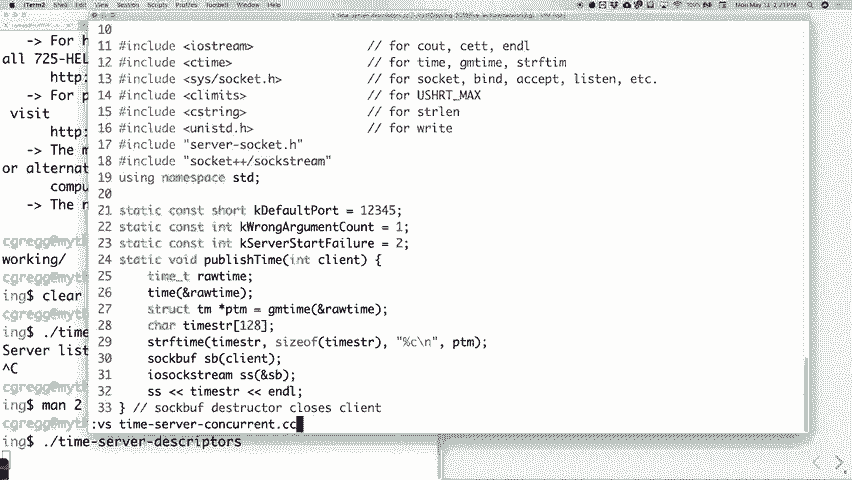 iTerm2 Shell Edit View Session Scripts Profiles Toolbelt Window Help
100%
Mon May 13 2:21 PM
10
-> For h
11 #include <iostream> // for cout, cett, endl
all 725-HEL
12 #include <ctime> // for time, gmtime, strftim
http:
13 #include <sys/socket.h> // for socket, bind, accept, listen, etc.
-> For p
14 #include <climits> // for USHRT_MAX
visit
15 #include <cstring> // for strlen
http:
16 #include <unistd.h> // for write
-> The m
17 #include "server-socket.h"
or alternat
18 #include "socket++/sockstream"
compu
19 using namespace std;
-> The n
20
21 static const short kDefaultPort = 12345;
22 static const int kWrongArgumentCount = 1;
cgregg@myth
23 static const int kServerStartFailure = 2;
working/
24 static void publishTime(int client) {
cgregg@myth
25 time_t rawtime;
ing$ clear
26 time(&rawtime);
cgregg@myth
27 struct tm *ptm = gmtime(&rawtime);
ing$ ./time
28 char timestr[128];
Server list
29 strftime(timestr, sizeof(timestr), "%c\n", ptm);
^C
30 sockbuf sb(client);
cgregg@myth
31 iosockstream ss(&sb);
ing$ man 2
32 ss << timestr << endl;
cgregg@myth
33 } // sockbuf destructor closes client
:vs time-server-concurrent.cc
ing$ ./time-server-descriptors